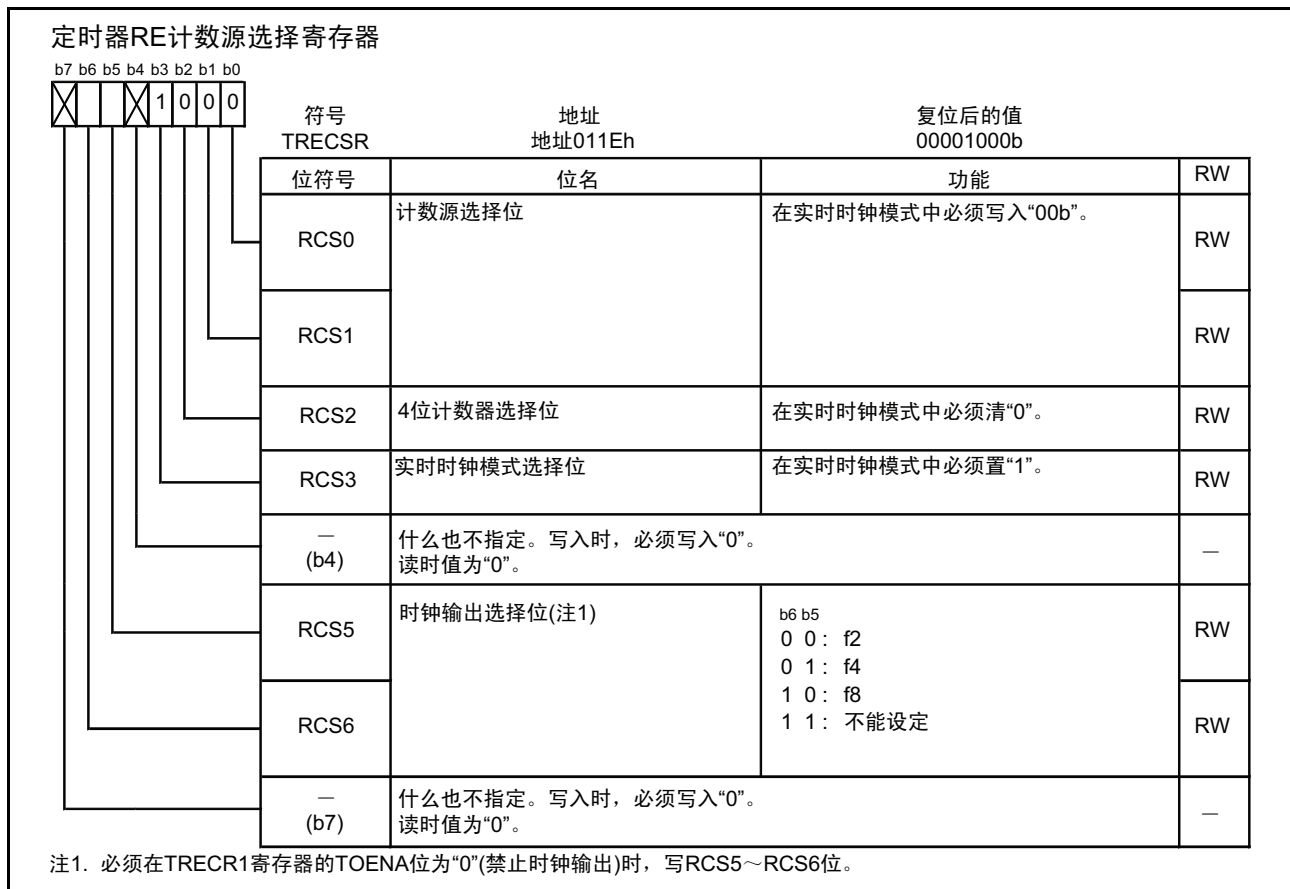 定时器RE计数源选择寄存器
b7 b6 b5 b4 b3 b2 b1 b0
1 0 0 0
符号 地址 复位后的值
TRECSR 地址011Eh 00001000b
位符号 位名 功能 RW
RCS0 计数源选择位 在实时时钟模式中必须写入“00b”。 RW
RCS1 RW
RCS2 4位计数器选择位 在实时时钟模式中必须清“0”。 RW
RCS3 实时时钟模式选择位 在实时时钟模式中必须置“1”。 RW
—
(b4)
什么也不指定。写入时，必须写入“0”。
读时值为“0”。
—
RCS5 时钟输出选择位(注1) RW
b6 b5
0 0： f2
0 1： f4
1 0： f8
1 1： 不能设定
RCS6 RW
—
(b7)
什么也不指定。写入时，必须写入“0”。
读时值为“0”。
—
注1. 必须在TRECR1寄存器的TOENA位为“0”(禁止时钟输出)时，写RCS5～RCS6位。